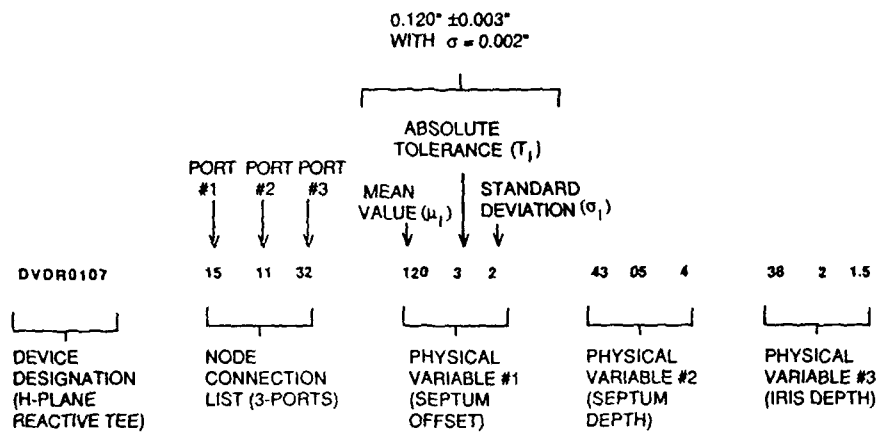 0.120" ±0.003"
WITH σ = 0.002"
ABSOLUTE
TOLERANCE (T_i)
PORT PORT PORT
#1 #2 #3
MEAN
VALUE (μ_i)
STANDARD
DEVIATION (σ_i)
DVDR0107 15 11 32 120 3 2 43 05 4 38 2 1.5
DEVICE
DESIGNATION
(H-PLANE
REACTIVE TEE)
NODE
CONNECTION
LIST (3-PORTS)
PHYSICAL
VARIABLE #1
(SEPTUM
OFFSET)
PHYSICAL
VARIABLE #2
(SEPTUM
DEPTH)
PHYSICAL
VARIABLE #3
(IRIS DEPTH)